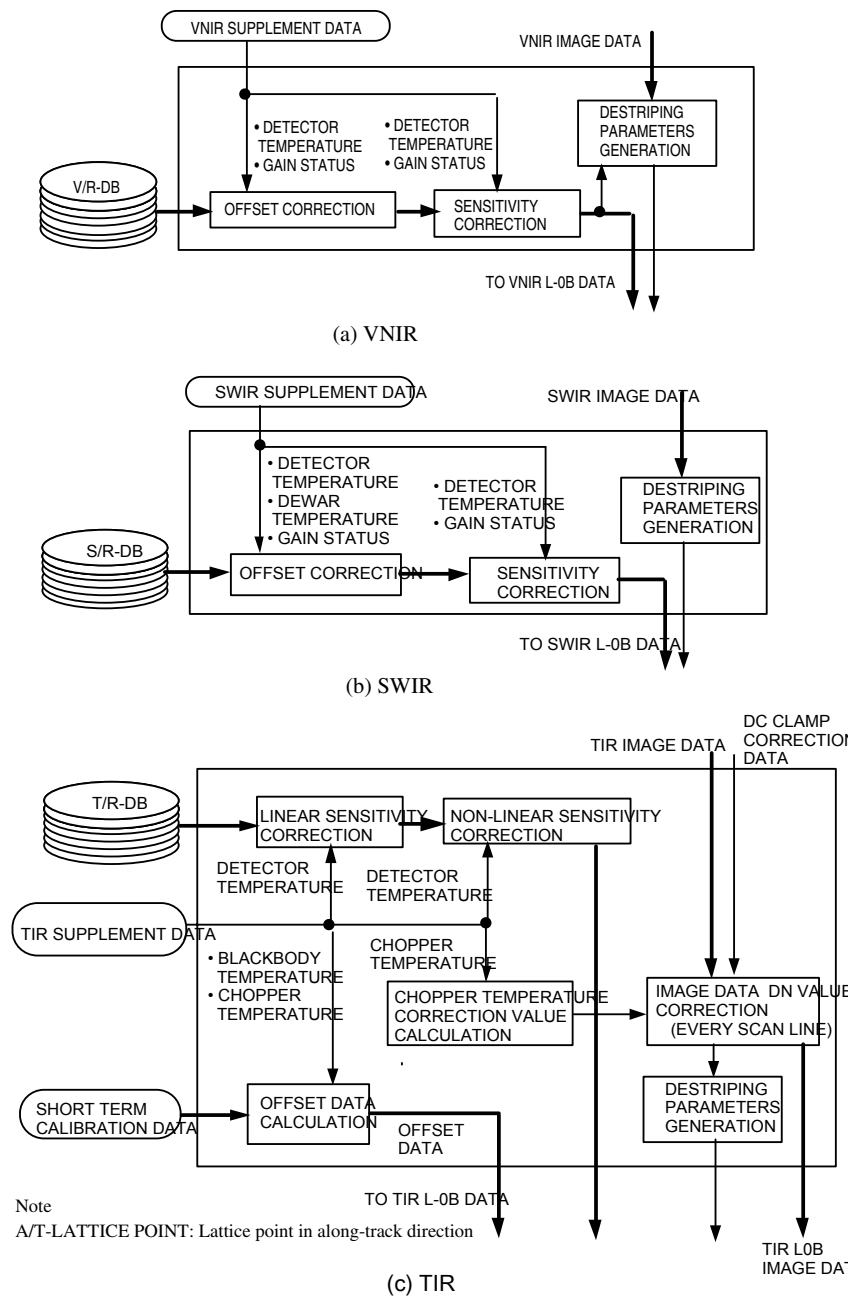 VNIR SUPPLEMENT DATA
VNIR IMAGE DATA
• DETECTOR
TEMPERATURE
• GAIN STATUS
• DETECTOR
TEMPERATURE
• GAIN STATUS
DESTRIPING
PARAMETERS
GENERATION
V/R-DB
OFFSET CORRECTION
SENSITIVITY
CORRECTION
TO VNIR L-0B DATA
(a) VNIR
SWIR SUPPLEMENT DATA
SWIR IMAGE DATA
• DETECTOR
TEMPERATURE
• DEWAR
TEMPERATURE
• GAIN STATUS
• DETECTOR
TEMPERATURE
• GAIN STATUS
DESTRIPING
PARAMETERS
GENERATION
S/R-DB
OFFSET CORRECTION
SENSITIVITY
CORRECTION
TO SWIR L-0B DATA
(b) SWIR
TIR IMAGE DATA
DC CLAMP
CORRECTION
DATA
T/R-DB
LINEAR SENSITIVITY
CORRECTION
NON-LINEAR SENSITIVITY
CORRECTION
DETECTOR
TEMPERATURE
DETECTOR
TEMPERATURE
TIR SUPPLEMENT DATA
• BLACKBODY
TEMPERATURE
• CHOPPER
TEMPERATURE
CHOPPER
TEMPERATURE
CHOPPER TEMPERATURE
CORRECTION VALUE
CALCULATION
IMAGE DATA DN VALUE
CORRECTION
(EVERY SCAN LINE)
SHORT TERM
CALIBRATION DATA
OFFSET DATA
CALCULATION
OFFSET
DATA
DESTRIPING
PARAMETERS
GENERATION
TO TIR L-0B DATA
Note
A/T-LATTICE POINT: Lattice point in along-track direction
TIR L0B
IMAGE DAT
(c) TIR